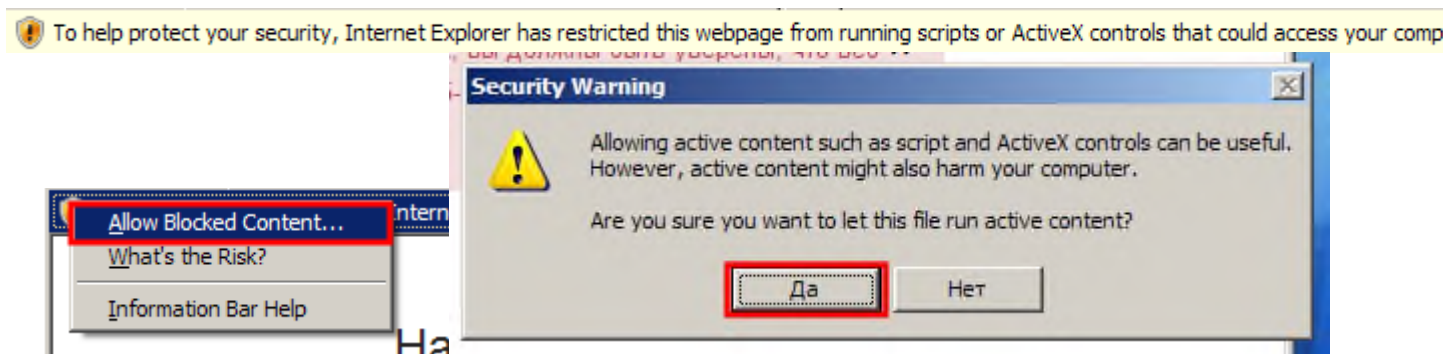 To help protect your security, Internet Explorer has restricted this webpage from running scripts or ActiveX controls that could access your comp
Security Warning
Allowing active content such as script and ActiveX controls can be useful.
However, active content might also harm your computer.
Are you sure you want to let this file run active content?
Да Нет
Allow Blocked Content...
Intern
What's the Risk?
Information Bar Help
На